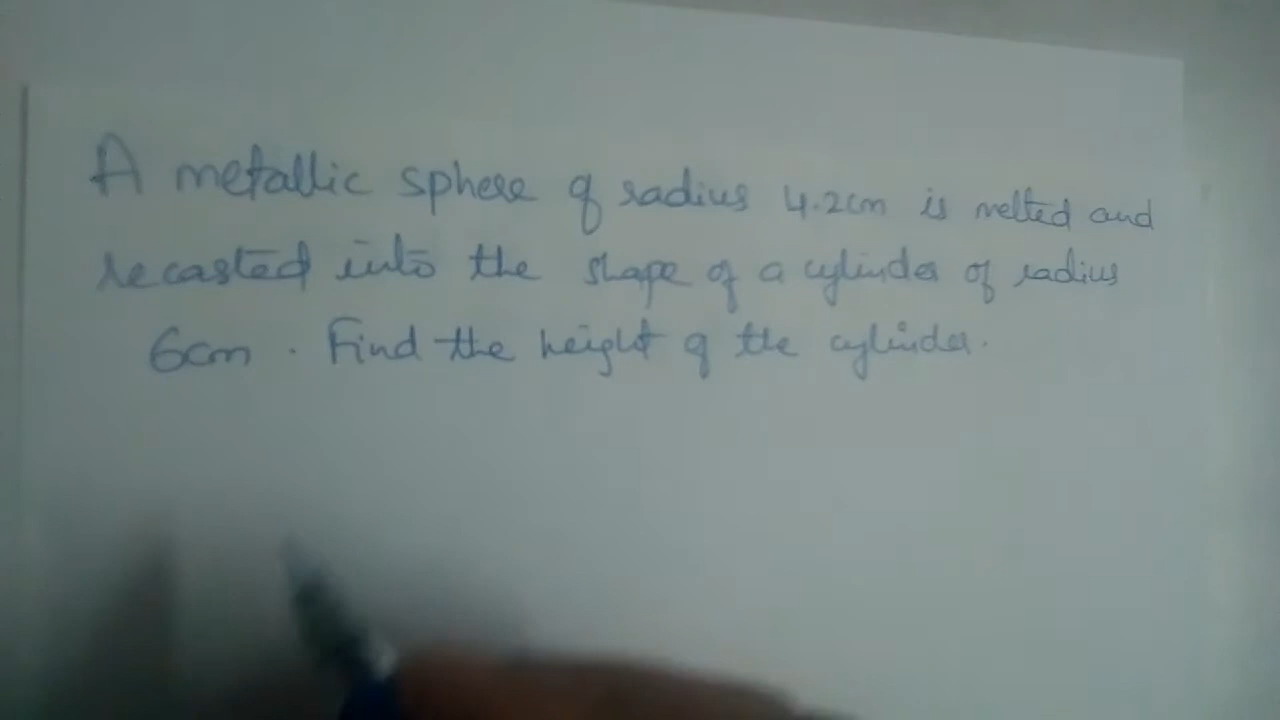 A metallic sphere of radius 4.2cm is melted and
recasted into the shape of a cylinder of radius
6cm. Find the height of the cylinder.